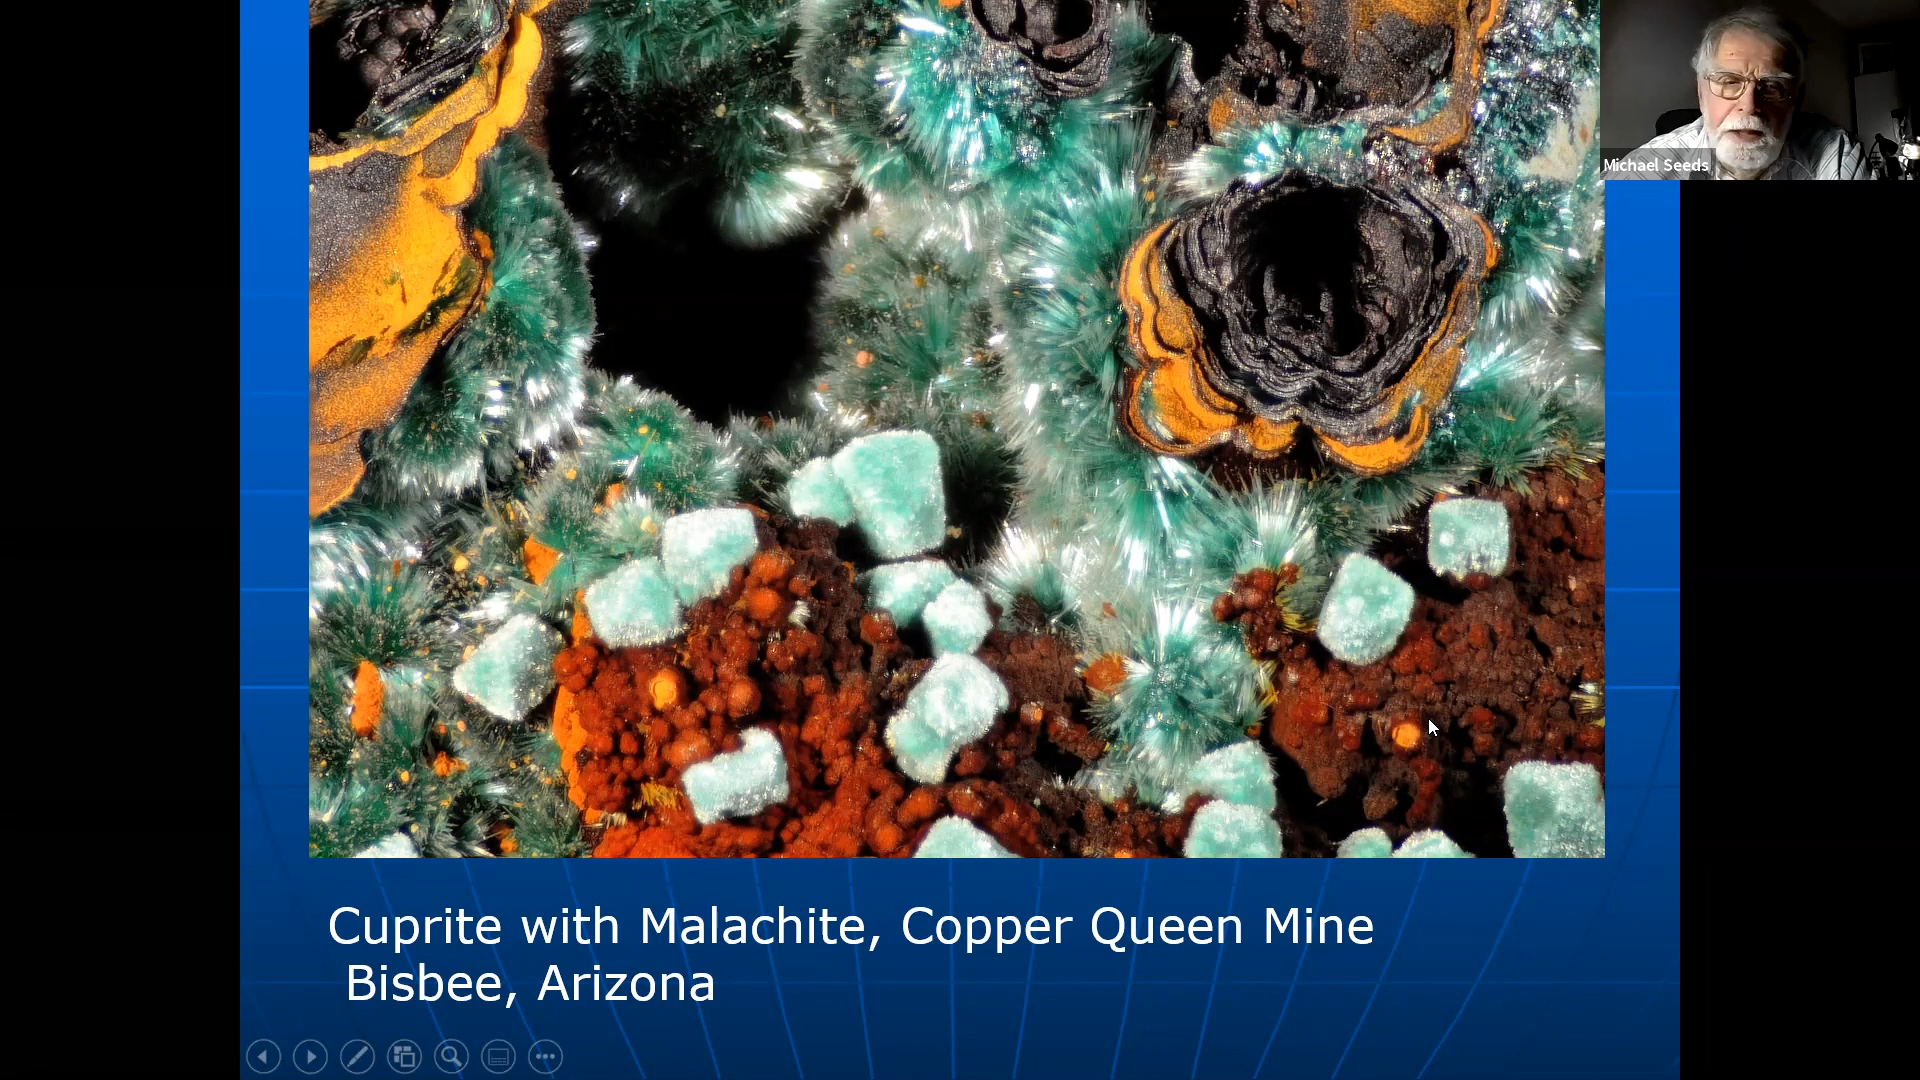 Michael Seeds
Cuprite with Malachite, Copper Queen Mine
Bisbee, Arizona